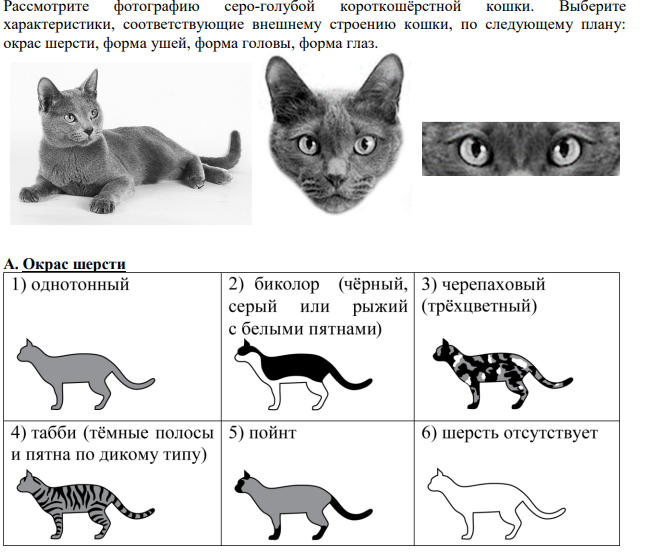 Рассмотрите фотографию серо-голубой короткошёрстной кошки. Выберите
характеристики, соответствующие внешнему строению кошки, по следующему плану:
окрас шерсти, форма ушей, форма головы, форма глаз.
А. Окрас шерсти
1) однотонный
2) биколор (чёрный,
серый или рыжий
с белыми пятнами)
3) черепаховый
(трёхцветный)
4) табби (тёмные полосы
и пятна по дикому типу)
5) пойнт
6) шерсть отсутствует